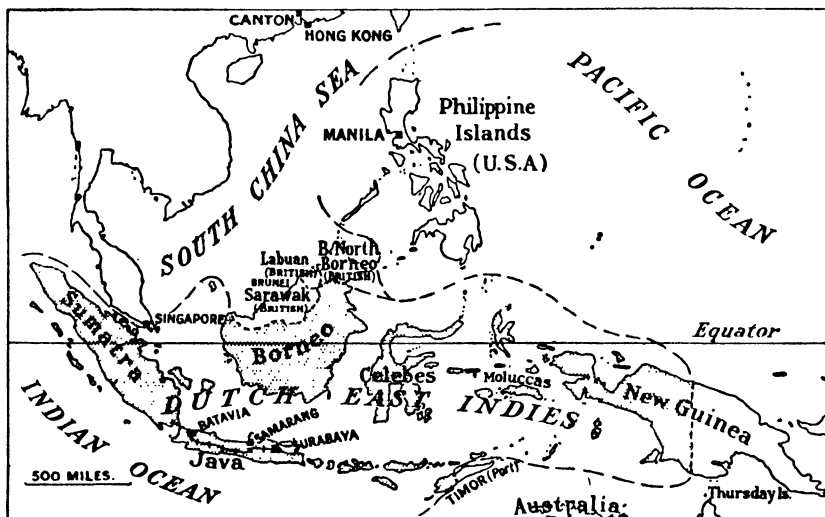 CANTON
HONG KONG
SOUTH CHINA SEA
PACIFIC OCEAN
Philippine
Islands
(U.S.A)
MANILA
B/North
Borneo
(BRITISH)
Labuan
(BRITISH)
BRUNEI
Sarawak
(BRITISH)
SINGAPORE
Sumatra
Borneo
Equator
Celebes
Moluccas
New Guinea
DUTCH EAST INDIES
BATAVIA
SAMARANG
SURABAYA
Java
INDIAN OCEAN
500 MILES.
TIMOR (Port)
Australia
Thursday Is.